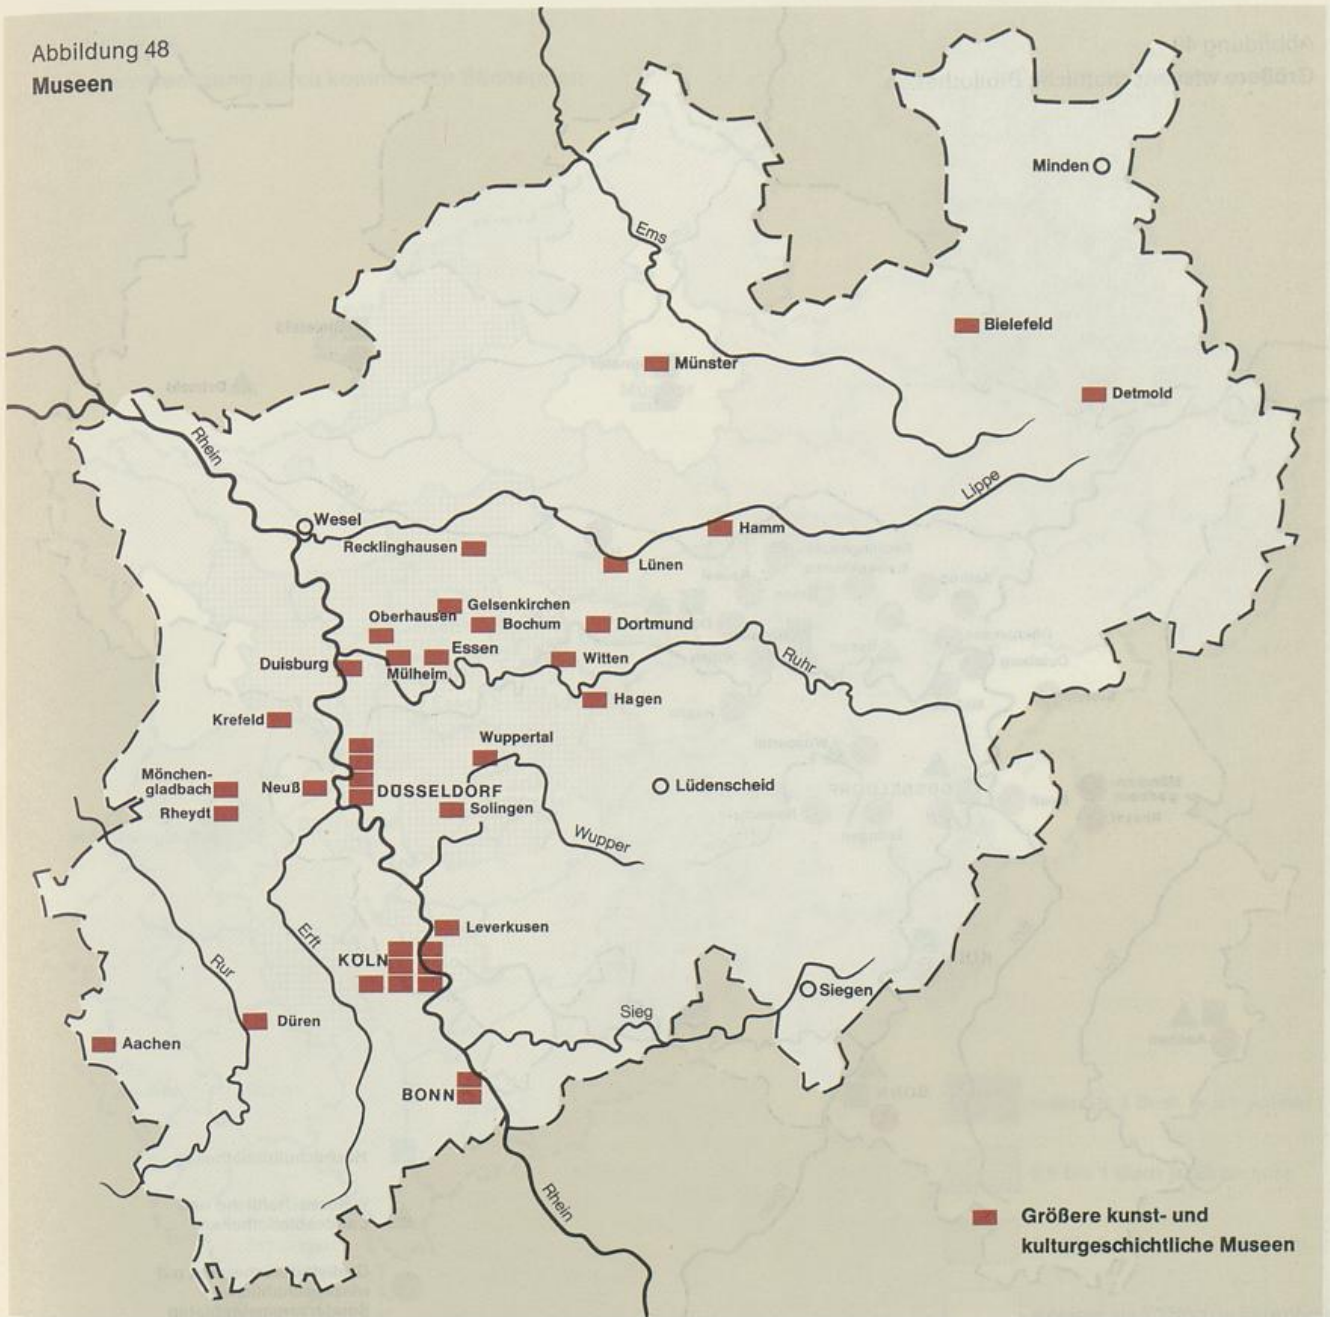 Abbildung 48
Museen
Minden
Ems
Bielefeld
Münster
Detmold
Rhein
Lippe
Wesel
Hamm
Recklinghausen
Lünen
Gelsenkirchen
Oberhausen
Bochum
Dortmund
Essen
Witten
Duisburg
Mülheim
Ruhr
Hagen
Krefeld
Wuppertal
Mönchen-
gladbach
Neuß
DÜSSELDORF
Lüdenscheid
Rheydt
Solingen
Wupper
Leverkusen
Erft
KÖLN
Rur
Siegen
Sieg
Düren
Aachen
BONN
Rhein
Größere kunst- und
kulturgeschichtliche Museen